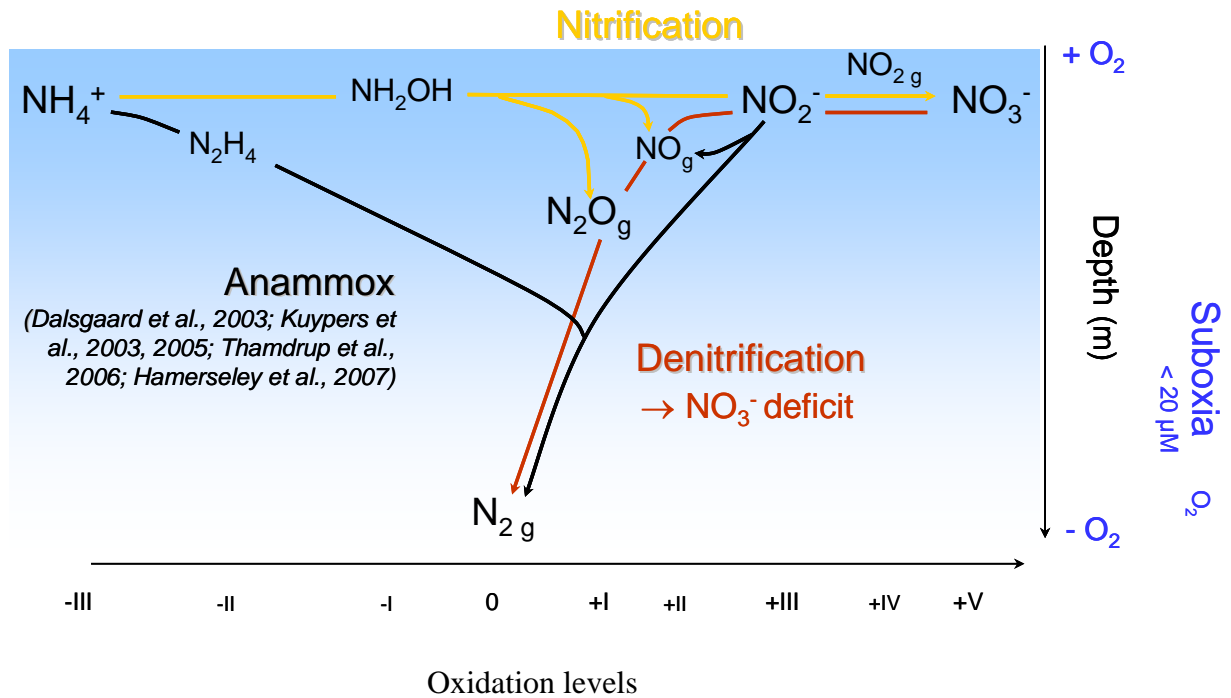 Nitrification
+ O₂
NO₂ g
NH₄⁺
NH₂OH
NO₂⁻
NO₃⁻
N₂H₄
NOg
N₂Og
Depth (m)
Anammox
(Dalsgaard et al., 2003; Kuypers et
al., 2003, 2005; Thamdrup et al.,
2006; Hamerseley et al., 2007)
Denitrification
→ NO₃⁻ deficit
Suboxia
< 20 µM O₂
N₂ g
- O₂
-III -II -I 0 +I +II +III +IV +V
Oxidation levels